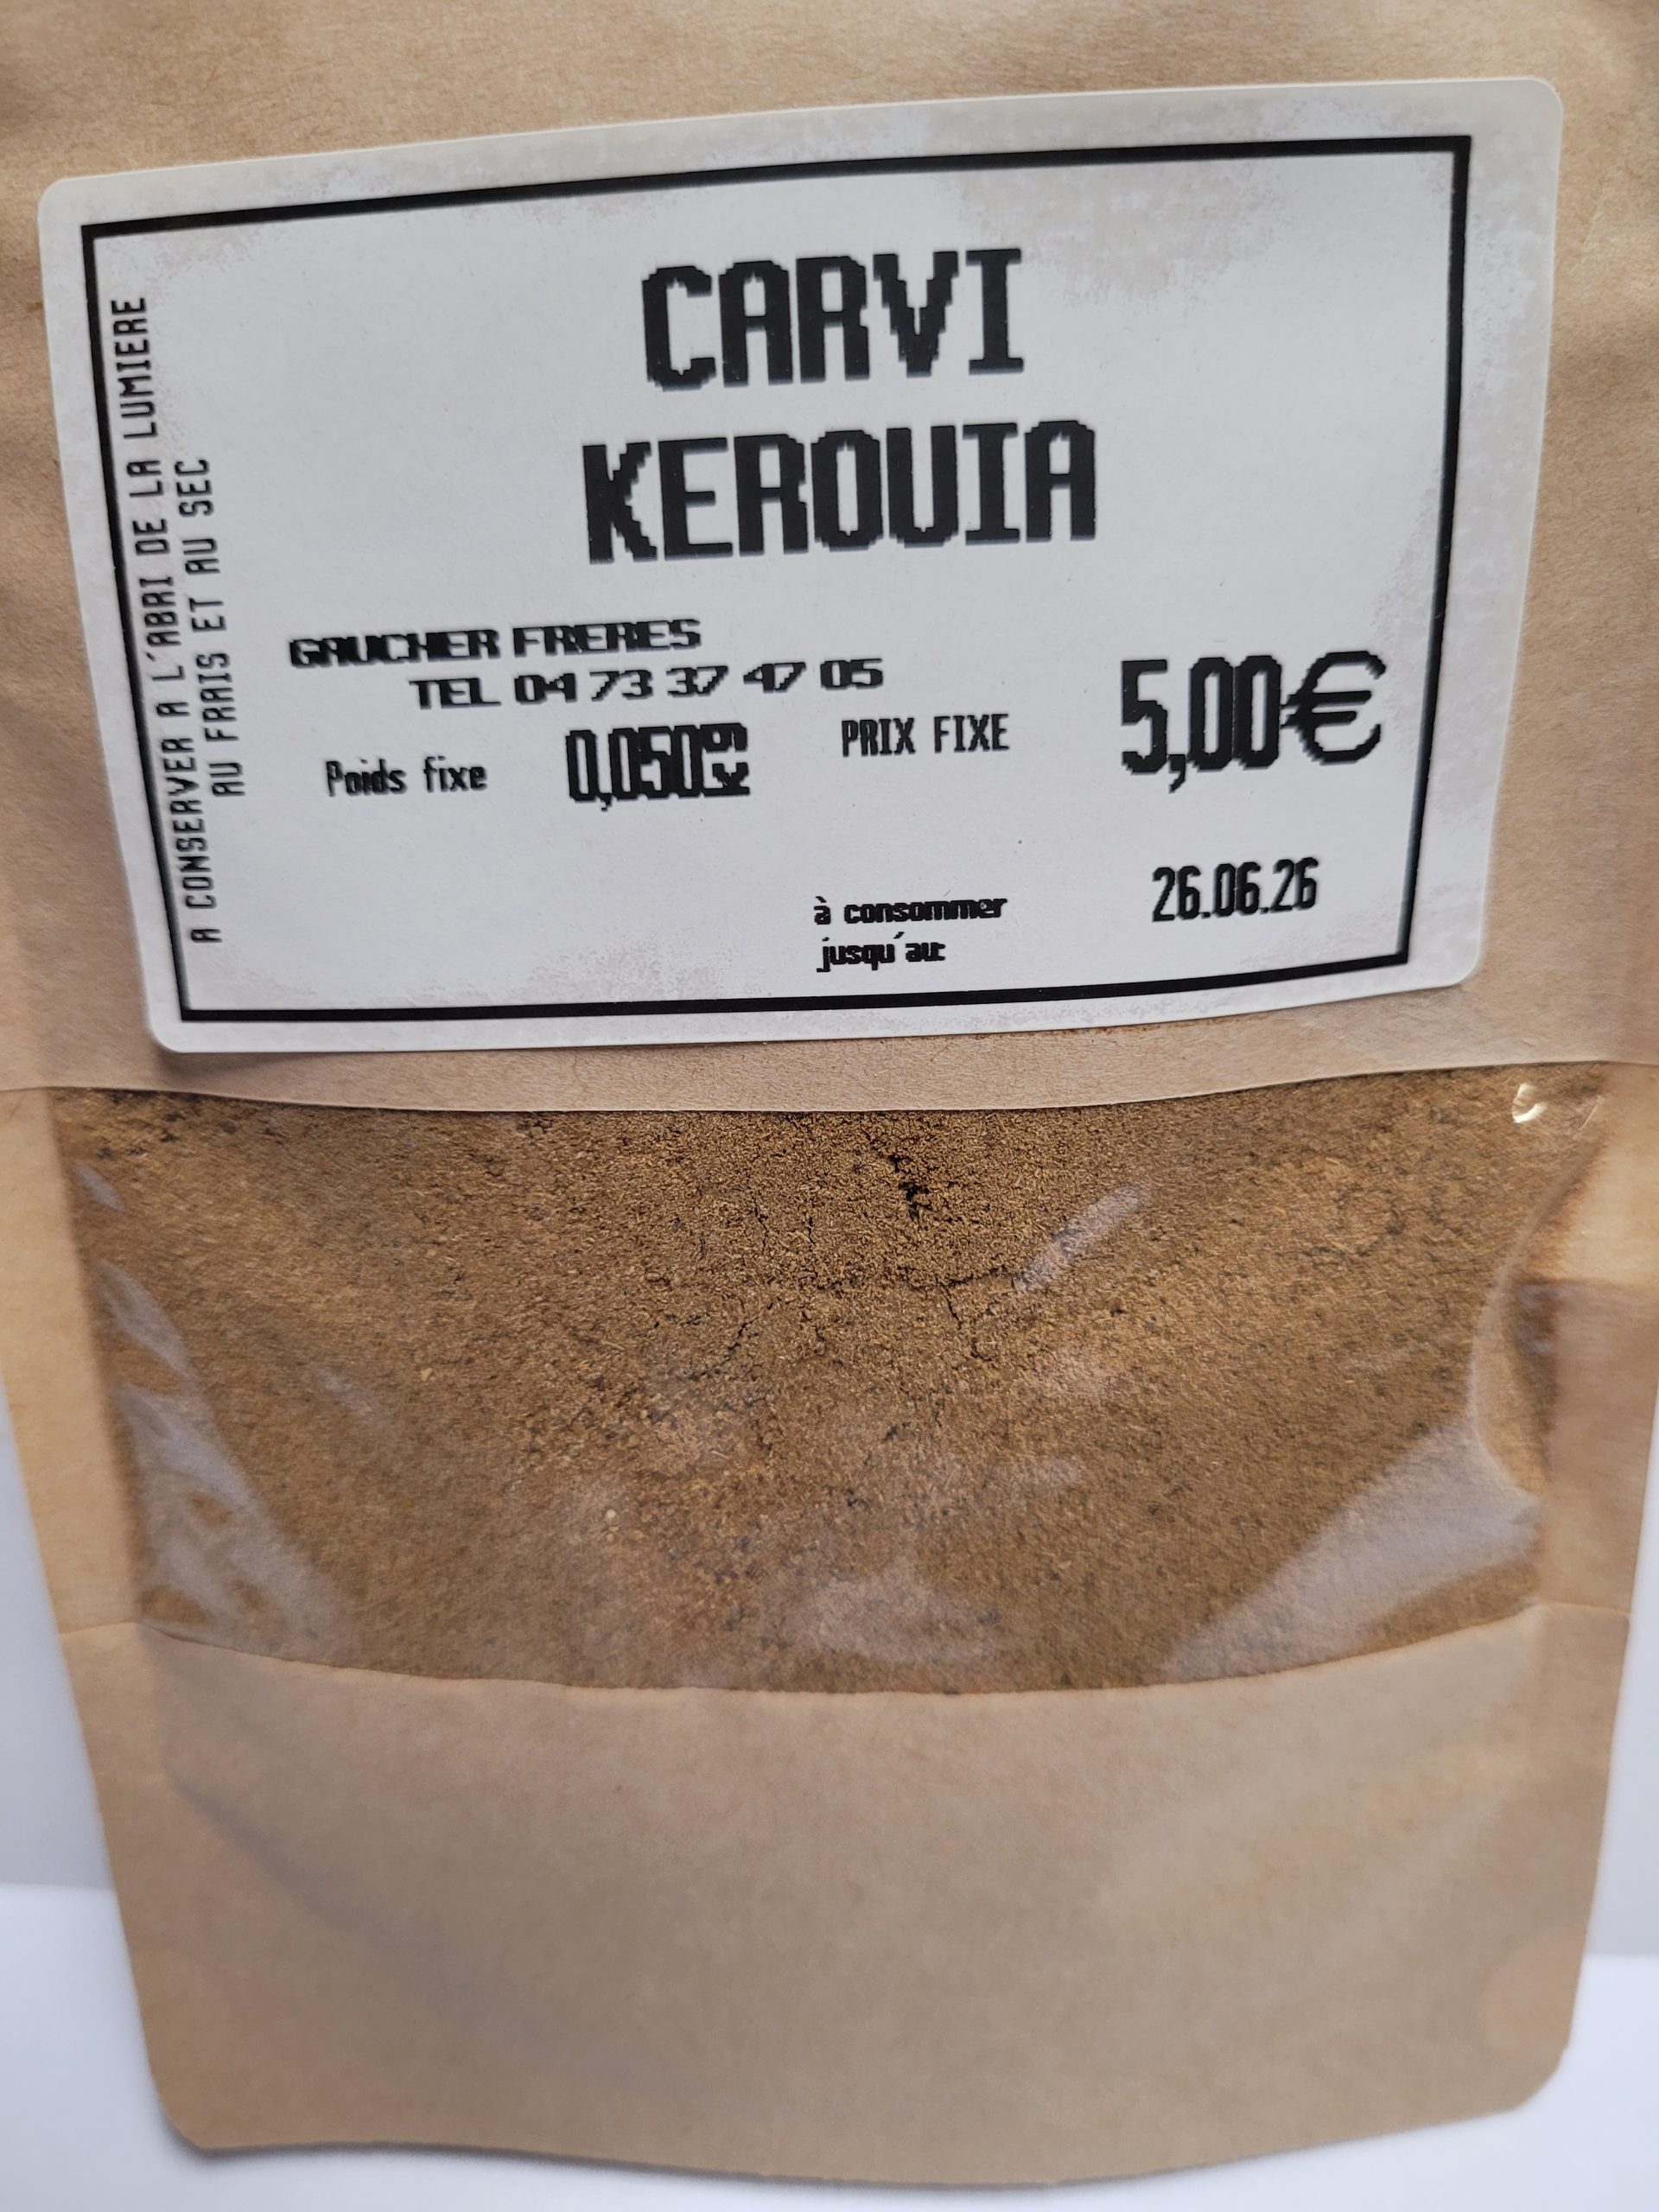 CARVI
KEROUIA
GAUCHER FRERES
TEL 04 73 37 47 05
Poids fixe 0,050kg PRIX FIXE 5,00€
à consommer
jusqu'au: 26.06.26
A CONSERVER A L'ABRI DE LA LUMIERE
AU FRAIS ET AU SEC